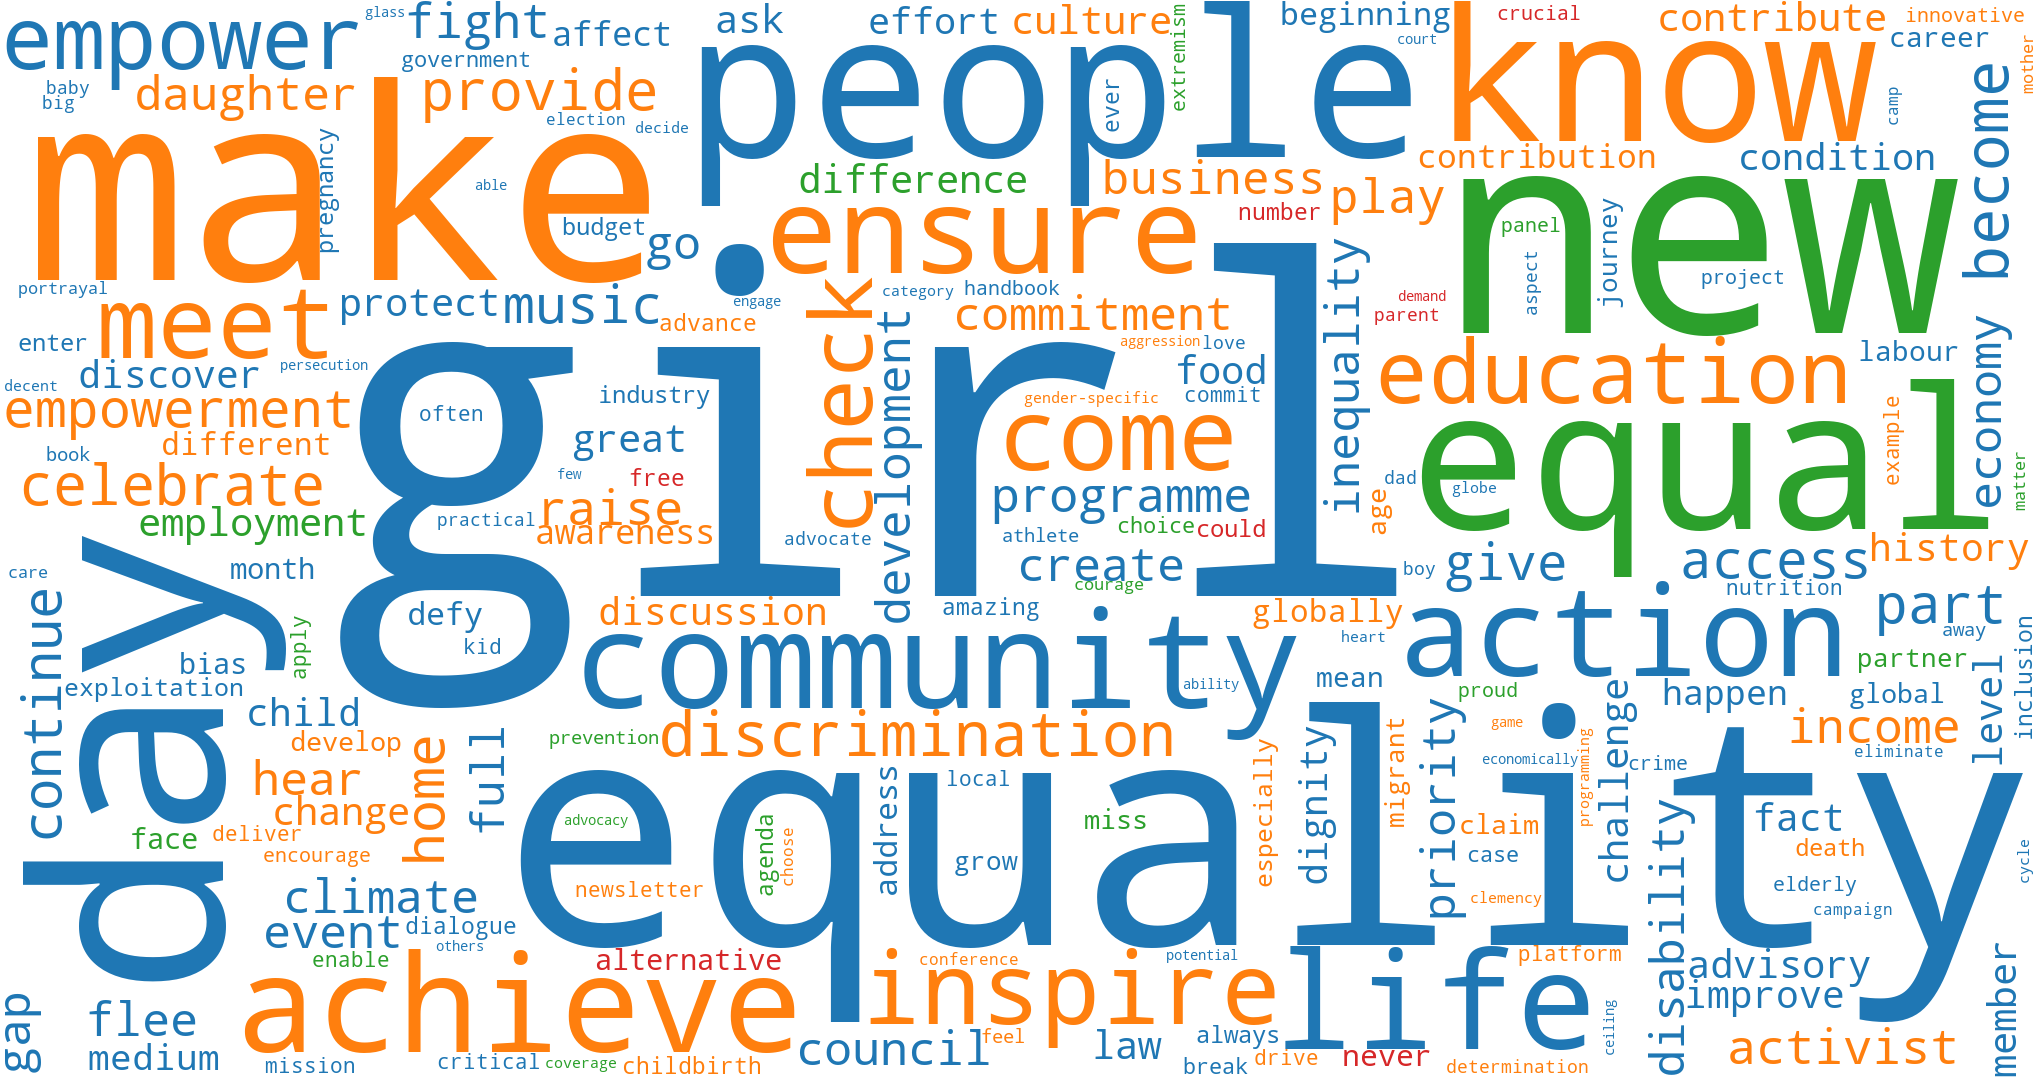 empower
glass
fight
affect
government
ask
effort
culture
extremism
beginning
court
crucial
contribute
innovative
career
mother
baby
big
daughter
provide
election
decide
people
ever
know
camp
become
make
pregnancy
able
budget
go
difference
business
contribution
condition
play
number
ensure
new
panel
aspect
journey
project
portrayal
protect
music
engage
category
handbook
demand
parent
meet
enter
advance
check
development
commitment
aggression
love
inequality
education
labour
economy
discover
persecution
decent
empowerment
girl
industry
food
commit
gender-specific
often
great
come
equal
example
different
book
celebrate
few
free
raise
programme
dad
globe
age
matter
employment
practical
awareness
advocate
athlete
choice
could
history
care
month
create
courage
boy
give
access
nutrition
day
continue
apply
defy
kid
discussion
amazing
globally
heart
action
part
away
inclusion
bias
exploitation
community
ability
mean
partner
level
child
develop
full
prevention
discrimination
proud
happen
global
income
eliminate
hear
home
change
local
especially
dignity
migrant
priority
game
economically
programming
challenge
crime
face
deliver
encourage
equality
advocacy
agenda
choose
address
miss
grow
claim
case
disability
fact
death
elderly
campaign
cycle
climate
newsletter
clemency
event
dialogue
others
enable
alternative
conference
potential
platform
advisory
improve
member
achieve
inspire
life
ceiling
gap
flee
medium
mission
critical
coverage
childbirth
council
feel
law
always
break
drive
never
determination
activist